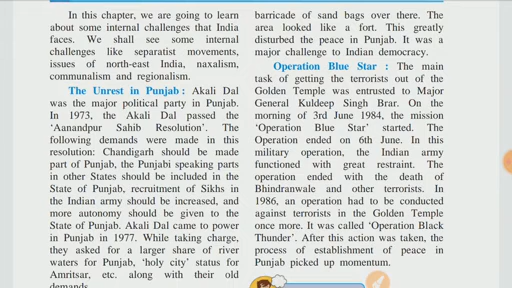 In this chapter, we are going to learn
about some internal challenges that India
faces. We shall see some internal
challenges like separatist movements,
issues of north-east India, naxalism,
communalism and regionalism.
The Unrest in Punjab : Akali Dal
was the major political party in Punjab.
In 1973, the Akali Dal passed the
‘Aanandpur Sahib Resolution’. The
following demands were made in this
resolution: Chandigarh should be made
part of Punjab, the Punjabi speaking parts
in other States should be included in the
State of Punjab, recruitment of Sikhs in
the Indian army should be increased, and
more autonomy should be given to the
State of Punjab. Akali Dal came to power
in Punjab in 1977. While taking charge,
they asked for a larger share of river
waters for Punjab, ‘holy city’ status for
Amritsar, etc. along with their old
demands.
barricade of sand bags over there. The
area looked like a fort. This greatly
disturbed the peace in Punjab. It was a
major challenge to Indian democracy.
Operation Blue Star : The main
task of getting the terrorists out of the
Golden Temple was entrusted to Major
General Kuldeep Singh Brar. On the
morning of 3rd June 1984, the mission
‘Operation Blue Star’ started. The
Operation ended on 6th June. In this
military operation, the Indian army
functioned with great restraint. The
operation ended with the death of
Bhindranwale and other terrorists. In
1986, an operation had to be conducted
against terrorists in the Golden Temple
once more. It was called ‘Operation Black
Thunder’. After this action was taken, the
process of establishment of peace in
Punjab picked up momentum.